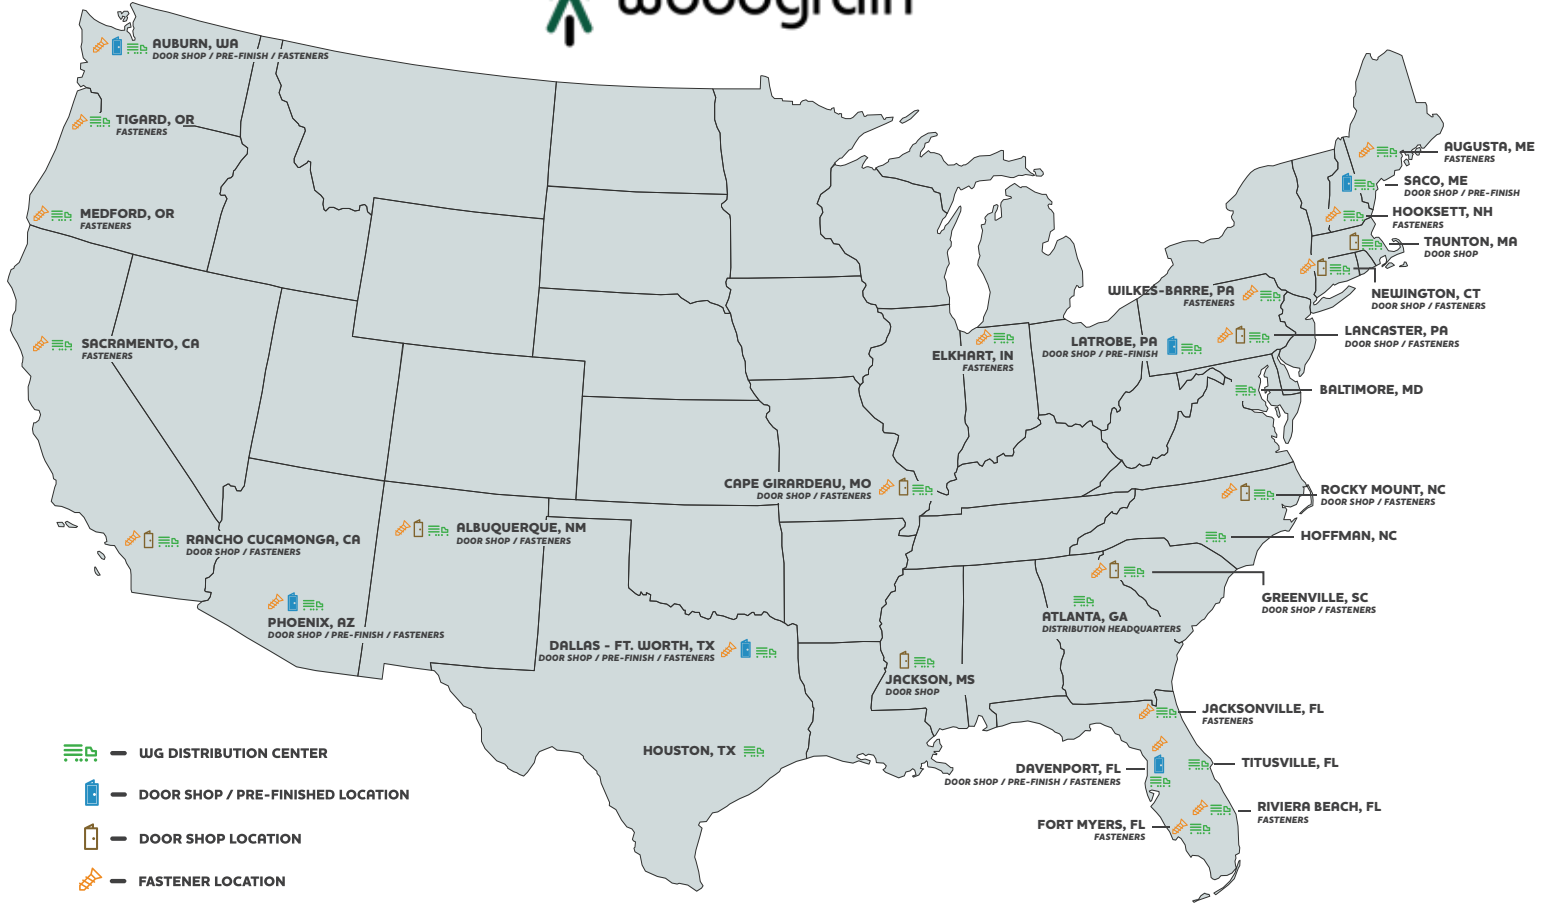 woodgrain
AUBURN, WA
DOOR SHOP / PRE-FINISH / FASTENERS
TIGARD, OR
FASTENERS
MEDFORD, OR
FASTENERS
SACRAMENTO, CA
FASTENERS
RANCHO CUCAMONGA, CA
DOOR SHOP / FASTENERS
PHOENIX, AZ
DOOR SHOP / PRE-FINISH / FASTENERS
ALBUQUERQUE, NM
DOOR SHOP / FASTENERS
DALLAS - FT. WORTH, TX
DOOR SHOP / PRE-FINISH / FASTENERS
HOUSTON, TX
CAPE GIRARDEAU, MO
DOOR SHOP / FASTENERS
JACKSON, MS
DOOR SHOP
ELKHART, IN
FASTENERS
LATROBE, PA
DOOR SHOP / PRE-FINISH
WILKES-BARRE, PA
FASTENERS
AUGUSTA, ME
FASTENERS
SACO, ME
DOOR SHOP / PRE-FINISH
HOOKSETT, NH
FASTENERS
TAUNTON, MA
DOOR SHOP
NEWINGTON, CT
DOOR SHOP / FASTENERS
LANCASTER, PA
DOOR SHOP / FASTENERS
BALTIMORE, MD
ROCKY MOUNT, NC
DOOR SHOP / FASTENERS
HOFFMAN, NC
GREENVILLE, SC
DOOR SHOP / FASTENERS
ATLANTA, GA
DISTRIBUTION HEADQUARTERS
JACKSONVILLE, FL
FASTENERS
DAVENPORT, FL
DOOR SHOP / PRE-FINISH / FASTENERS
TITUSVILLE, FL
RIVIERA BEACH, FL
FASTENERS
FORT MYERS, FL
FASTENERS
WG DISTRIBUTION CENTER
DOOR SHOP / PRE-FINISHED LOCATION
DOOR SHOP LOCATION
FASTENER LOCATION